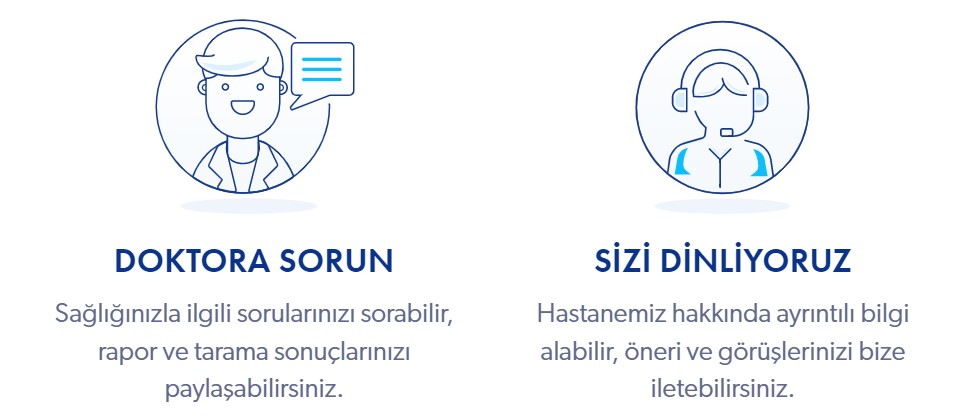 DOKTORA SORUN
Sağlığınızla ilgili sorularınızı sorabilir,
rapor ve tarama sonuçlarınızı
paylaşabilirsiniz.
SİZİ DİNLİYORUZ
Hastanemiz hakkında ayrıntılı bilgi
alabilir, öneri ve görüşlerinizi bize
iletebilirsiniz.